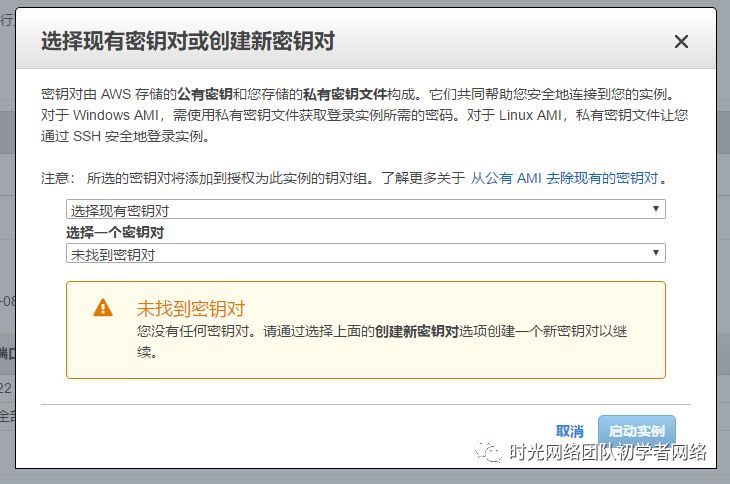 行
选择现有密钥对或创建新密钥对
密钥对由 AWS 存储的公有密钥和您存储的私有密钥文件构成。它们共同帮助您安全地连接到您的实例。
对于 Windows AMI，需使用私有密钥文件获取登录实例所需的密码。对于 Linux AMI，私有密钥文件让您
通过 SSH 安全地登录实例。
注意： 所选的密钥对将添加到授权为此实例的钥对组。了解更多关于 从公有 AMI 去除现有的密钥对。
选择现有密钥对
选择一个密钥对
未找到密钥对
-08
未找到密钥对
您没有任何密钥对。请通过选择上面的创建新密钥对选项创建一个新密钥对以继
续。
端口
22
全部
取消
启动实例
时光网络团队初学者网络